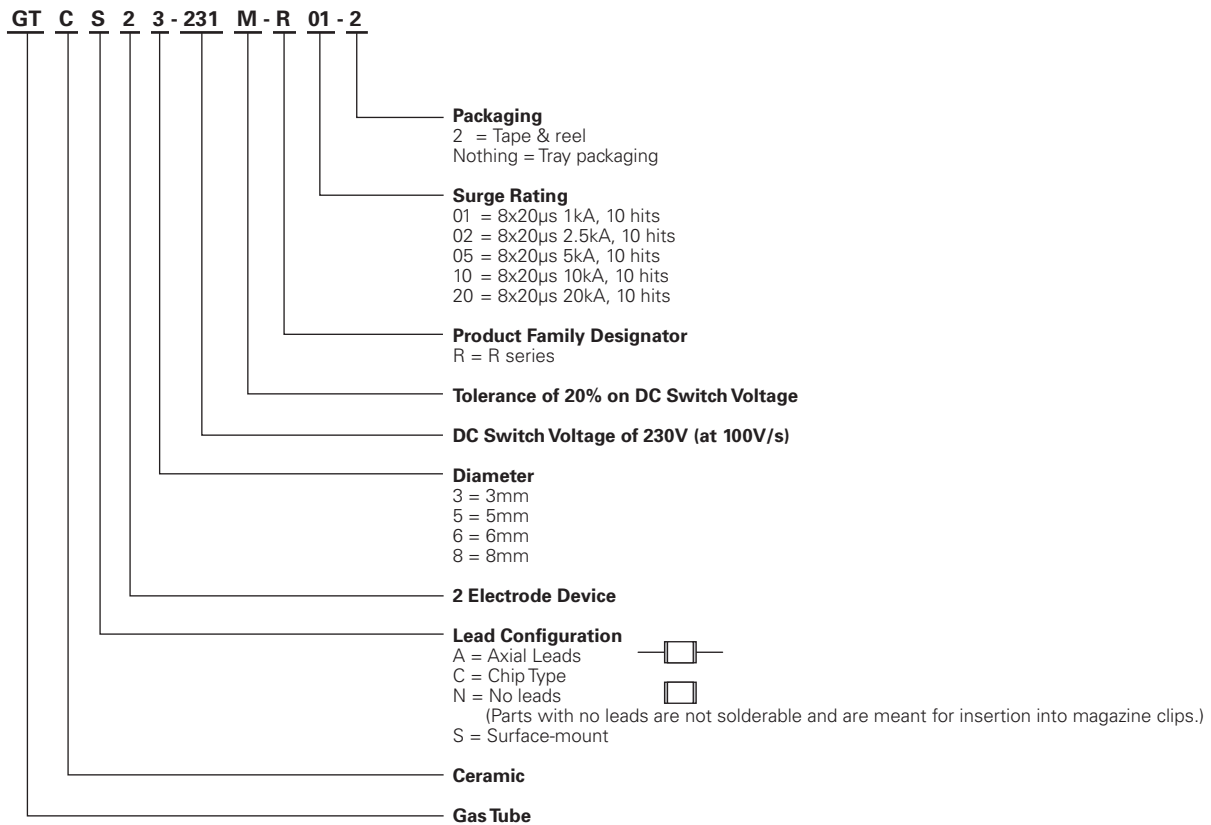 GT C S 2 3 - 231 M - R 01 - 2
Packaging
2 = Tape & reel
Nothing = Tray packaging
Surge Rating
01 = 8x20µs 1kA, 10 hits
02 = 8x20µs 2.5kA, 10 hits
05 = 8x20µs 5kA, 10 hits
10 = 8x20µs 10kA, 10 hits
20 = 8x20µs 20kA, 10 hits
Product Family Designator
R = R series
Tolerance of 20% on DC Switch Voltage
DC Switch Voltage of 230V (at 100V/s)
Diameter
3 = 3mm
5 = 5mm
6 = 6mm
8 = 8mm
2 Electrode Device
Lead Configuration
A = Axial Leads
C = Chip Type
N = No leads
(Parts with no leads are not solderable and are meant for insertion into magazine clips.)
S = Surface-mount
Ceramic
Gas Tube